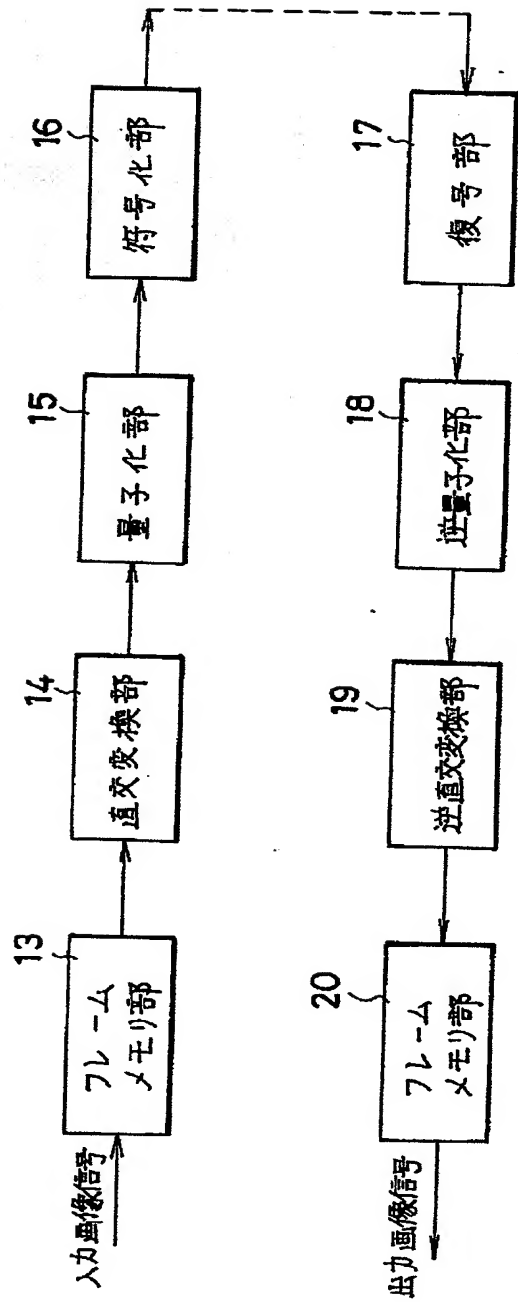 入力画像信号
13
フレーム
メモリ部
14
直交変換部
15
量子化部
16
符号化部
17
復号部
18
逆量子化部
19
逆直交変換部
20
フレーム
メモリ部
出力画像信号